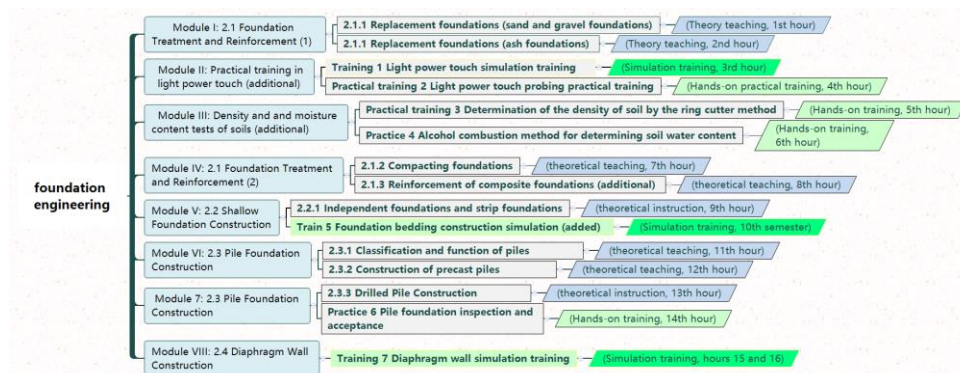 foundation
engineering
Module I: 2.1 Foundation
Treatment and Reinforcement (1)
2.1.1 Replacement foundations (sand and gravel foundations)
(Theory teaching, 1st hour)
2.1.1 Replacement foundations (ash foundations)
(Theory teaching, 2nd hour)
Module II: Practical training in
light power touch (additional)
Training 1 Light power touch simulation training
(Simulation training, 3rd hour)
Practical training 2 Light power touch probing practical training
(Hands-on practical training, 4th hour)
Module III: Density and and moisture
content tests of soils (additional)
Practical training 3 Determination of the density of soil by the ring cutter method
(Hands-on training, 5th hour)
Practice 4 Alcohol combustion method for determining soil water content
(Hands-on training,
6th hour)
Module IV: 2.1 Foundation Treatment
and Reinforcement (2)
2.1.2 Compacting foundations
(theoretical teaching, 7th hour)
2.1.3 Reinforcement of composite foundations (additional)
(theoretical teaching, 8th hour)
Module V: 2.2 Shallow
Foundation Construction
2.2.1 Independent foundations and strip foundations
(theoretical instruction, 9th hour)
Train 5 Foundation bedding construction simulation (added)
(Simulation training, 10th semester)
Module VI: 2.3 Pile Foundation
Construction
2.3.1 Classification and function of piles
(theoretical teaching, 11th hour)
2.3.2 Construction of precast piles
(theoretical teaching, 12th hour)
Module 7: 2.3 Pile Foundation
Construction
2.3.3 Drilled Pile Construction
(theoretical instruction, 13th hour)
Practice 6 Pile foundation inspection and
acceptance
(Hands-on training, 14th hour)
Module VIII: 2.4 Diaphragm Wall
Construction
Training 7 Diaphragm wall simulation training
(Simulation training, hours 15 and 16)